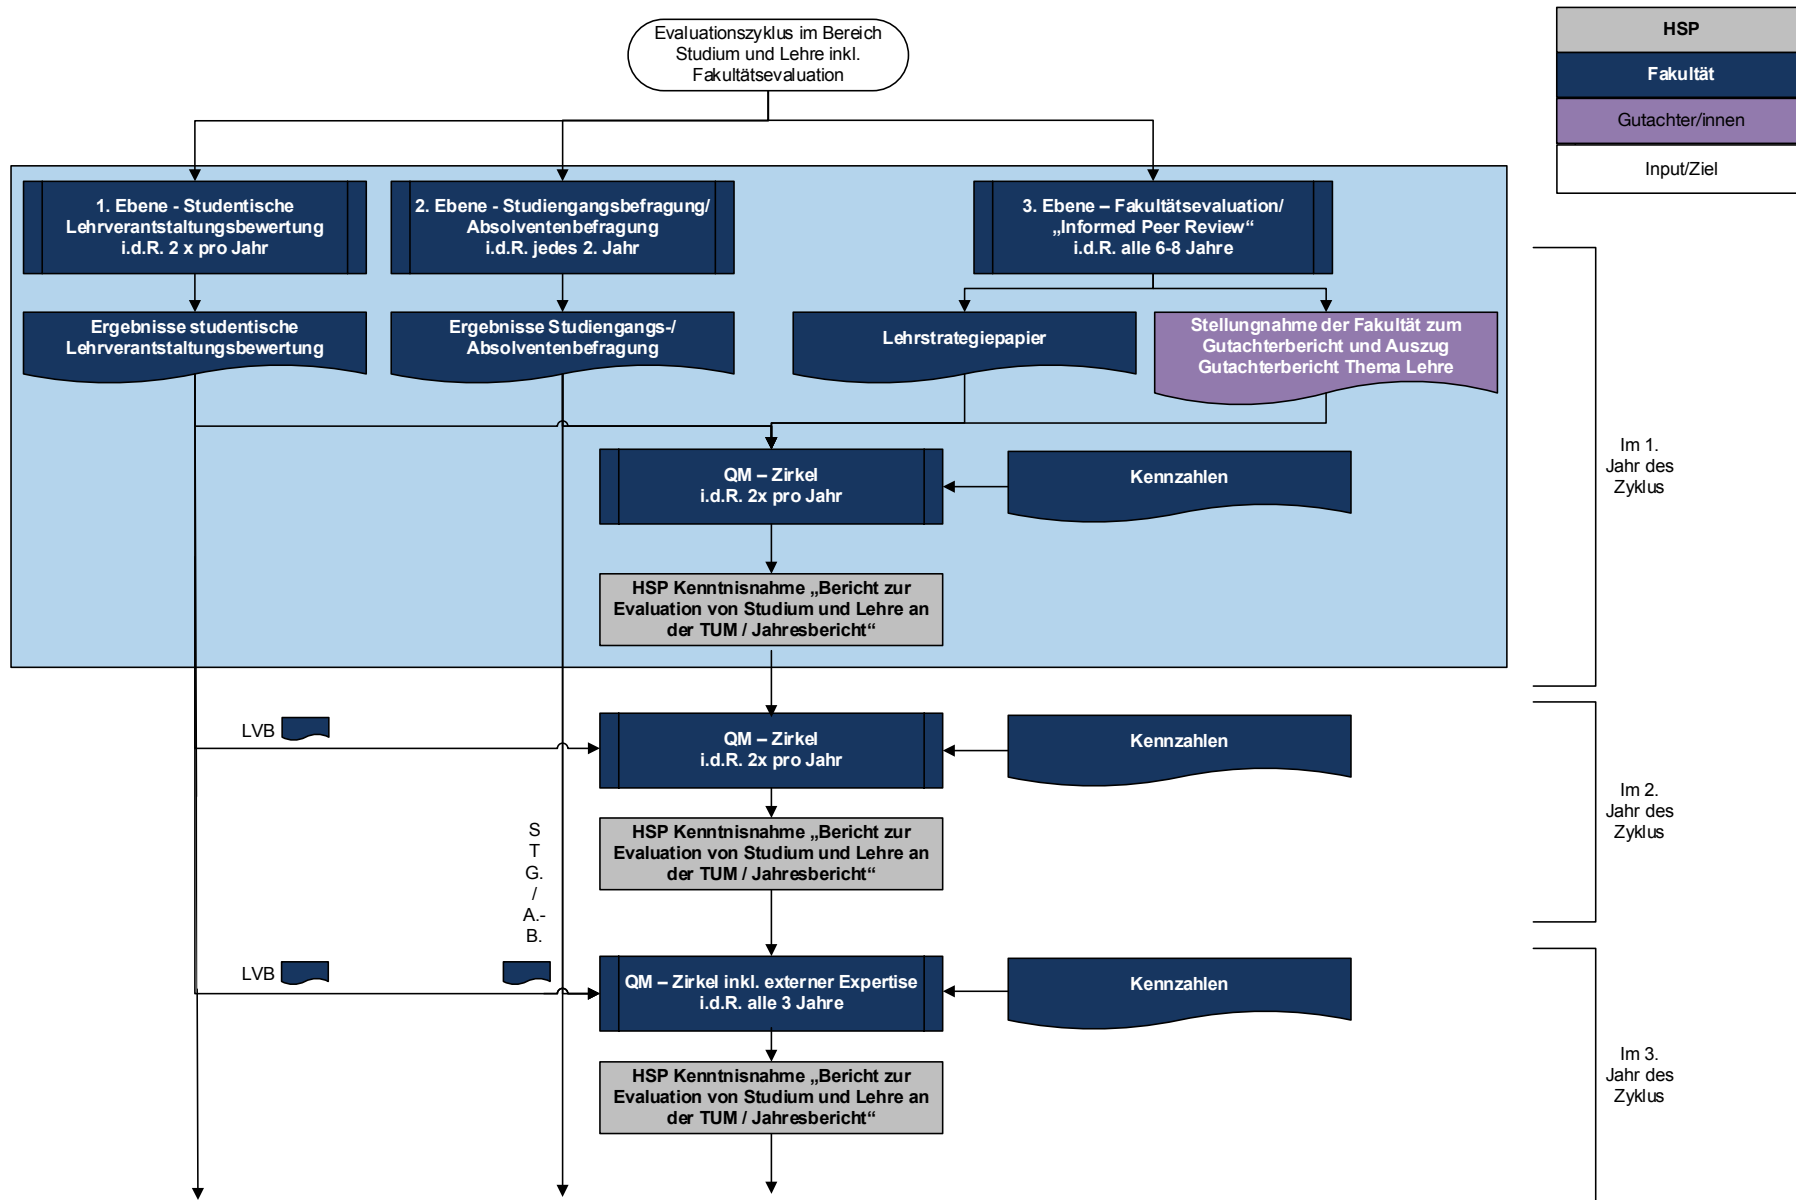 Evaluationszyklus im Bereich
Studium und Lehre inkl.
Fakultätsevaluation
HSP
Fakultät
Gutachter/innen
Input/Ziel
1. Ebene - Studentische
Lehrverantstaltungsbewertung
i.d.R. 2 x pro Jahr
2. Ebene - Studiengangsbefragung/
Absolventenbefragung
i.d.R. jedes 2. Jahr
3. Ebene – Fakultätsevaluation/
„Informed Peer Review“
i.d.R. alle 6-8 Jahre
Ergebnisse studentische
Lehrverantstaltungsbewertung
Ergebnisse Studiengangs-/
Absolventenbefragung
Lehrstrategiepapier
Stellungnahme der Fakultät zum
Gutachterbericht und Auszug
Gutachterbericht Thema Lehre
QM – Zirkel
i.d.R. 2x pro Jahr
Kennzahlen
Im 1.
Jahr des
Zyklus
HSP Kenntnisnahme „Bericht zur
Evaluation von Studium und Lehre an
der TUM / Jahresbericht“
LVB
QM – Zirkel
i.d.R. 2x pro Jahr
Kennzahlen
Im 2.
Jahr des
Zyklus
HSP Kenntnisnahme „Bericht zur
Evaluation von Studium und Lehre an
der TUM / Jahresbericht“
S
T
G.
/
A.-
B.
LVB
QM – Zirkel inkl. externer Expertise
i.d.R. alle 3 Jahre
Kennzahlen
Im 3.
Jahr des
Zyklus
HSP Kenntnisnahme „Bericht zur
Evaluation von Studium und Lehre an
der TUM / Jahresbericht“